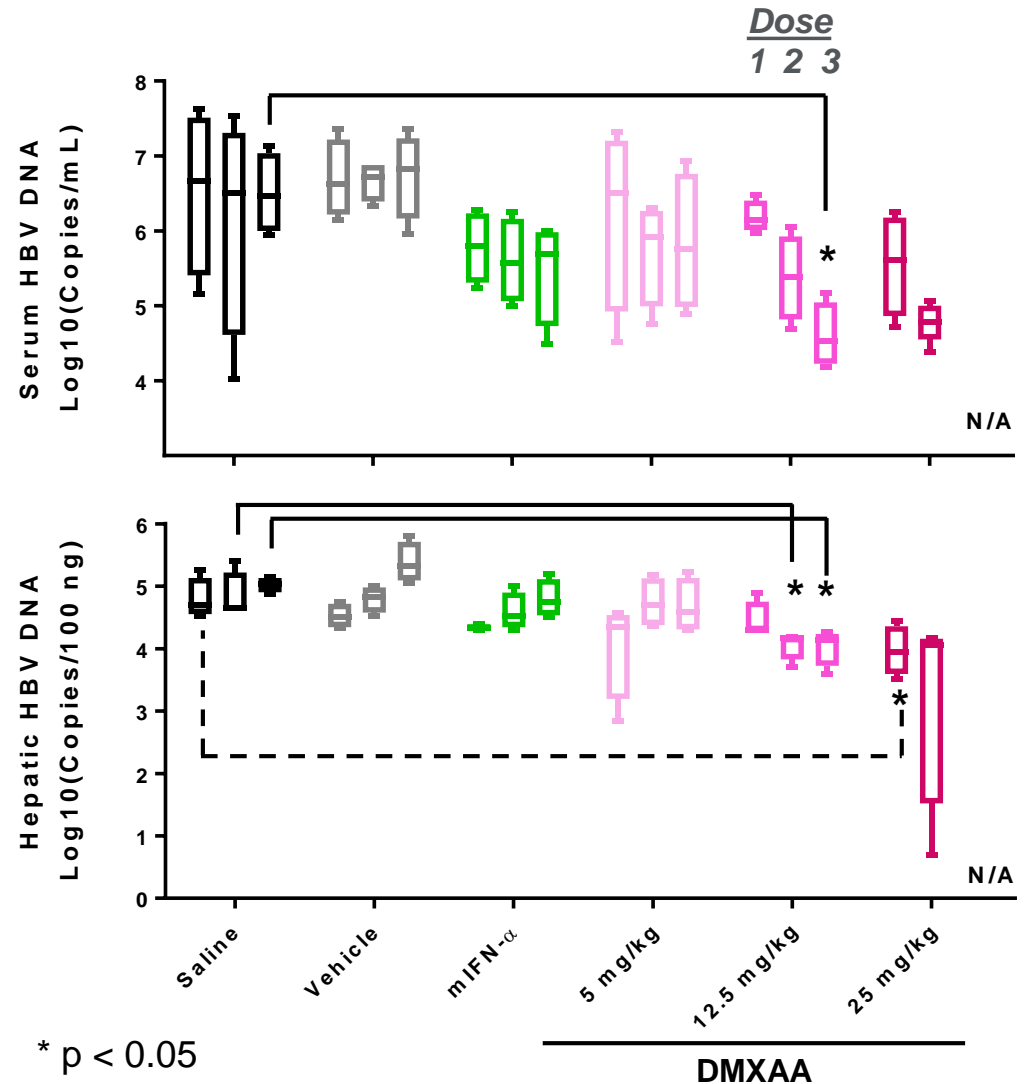 Dose
1 2 3
Serum HBV DNA
Log10(Copies/mL)
8
7
6
5
4
*
N/A
Hepatic HBV DNA
Log10(Copies/100 ng)
6
5
4
3
2
1
0
* *
*
N/A
Saline
Vehicle
mIFN-α
5 mg/kg
12.5 mg/kg
25 mg/kg
* p < 0.05
DMXAA